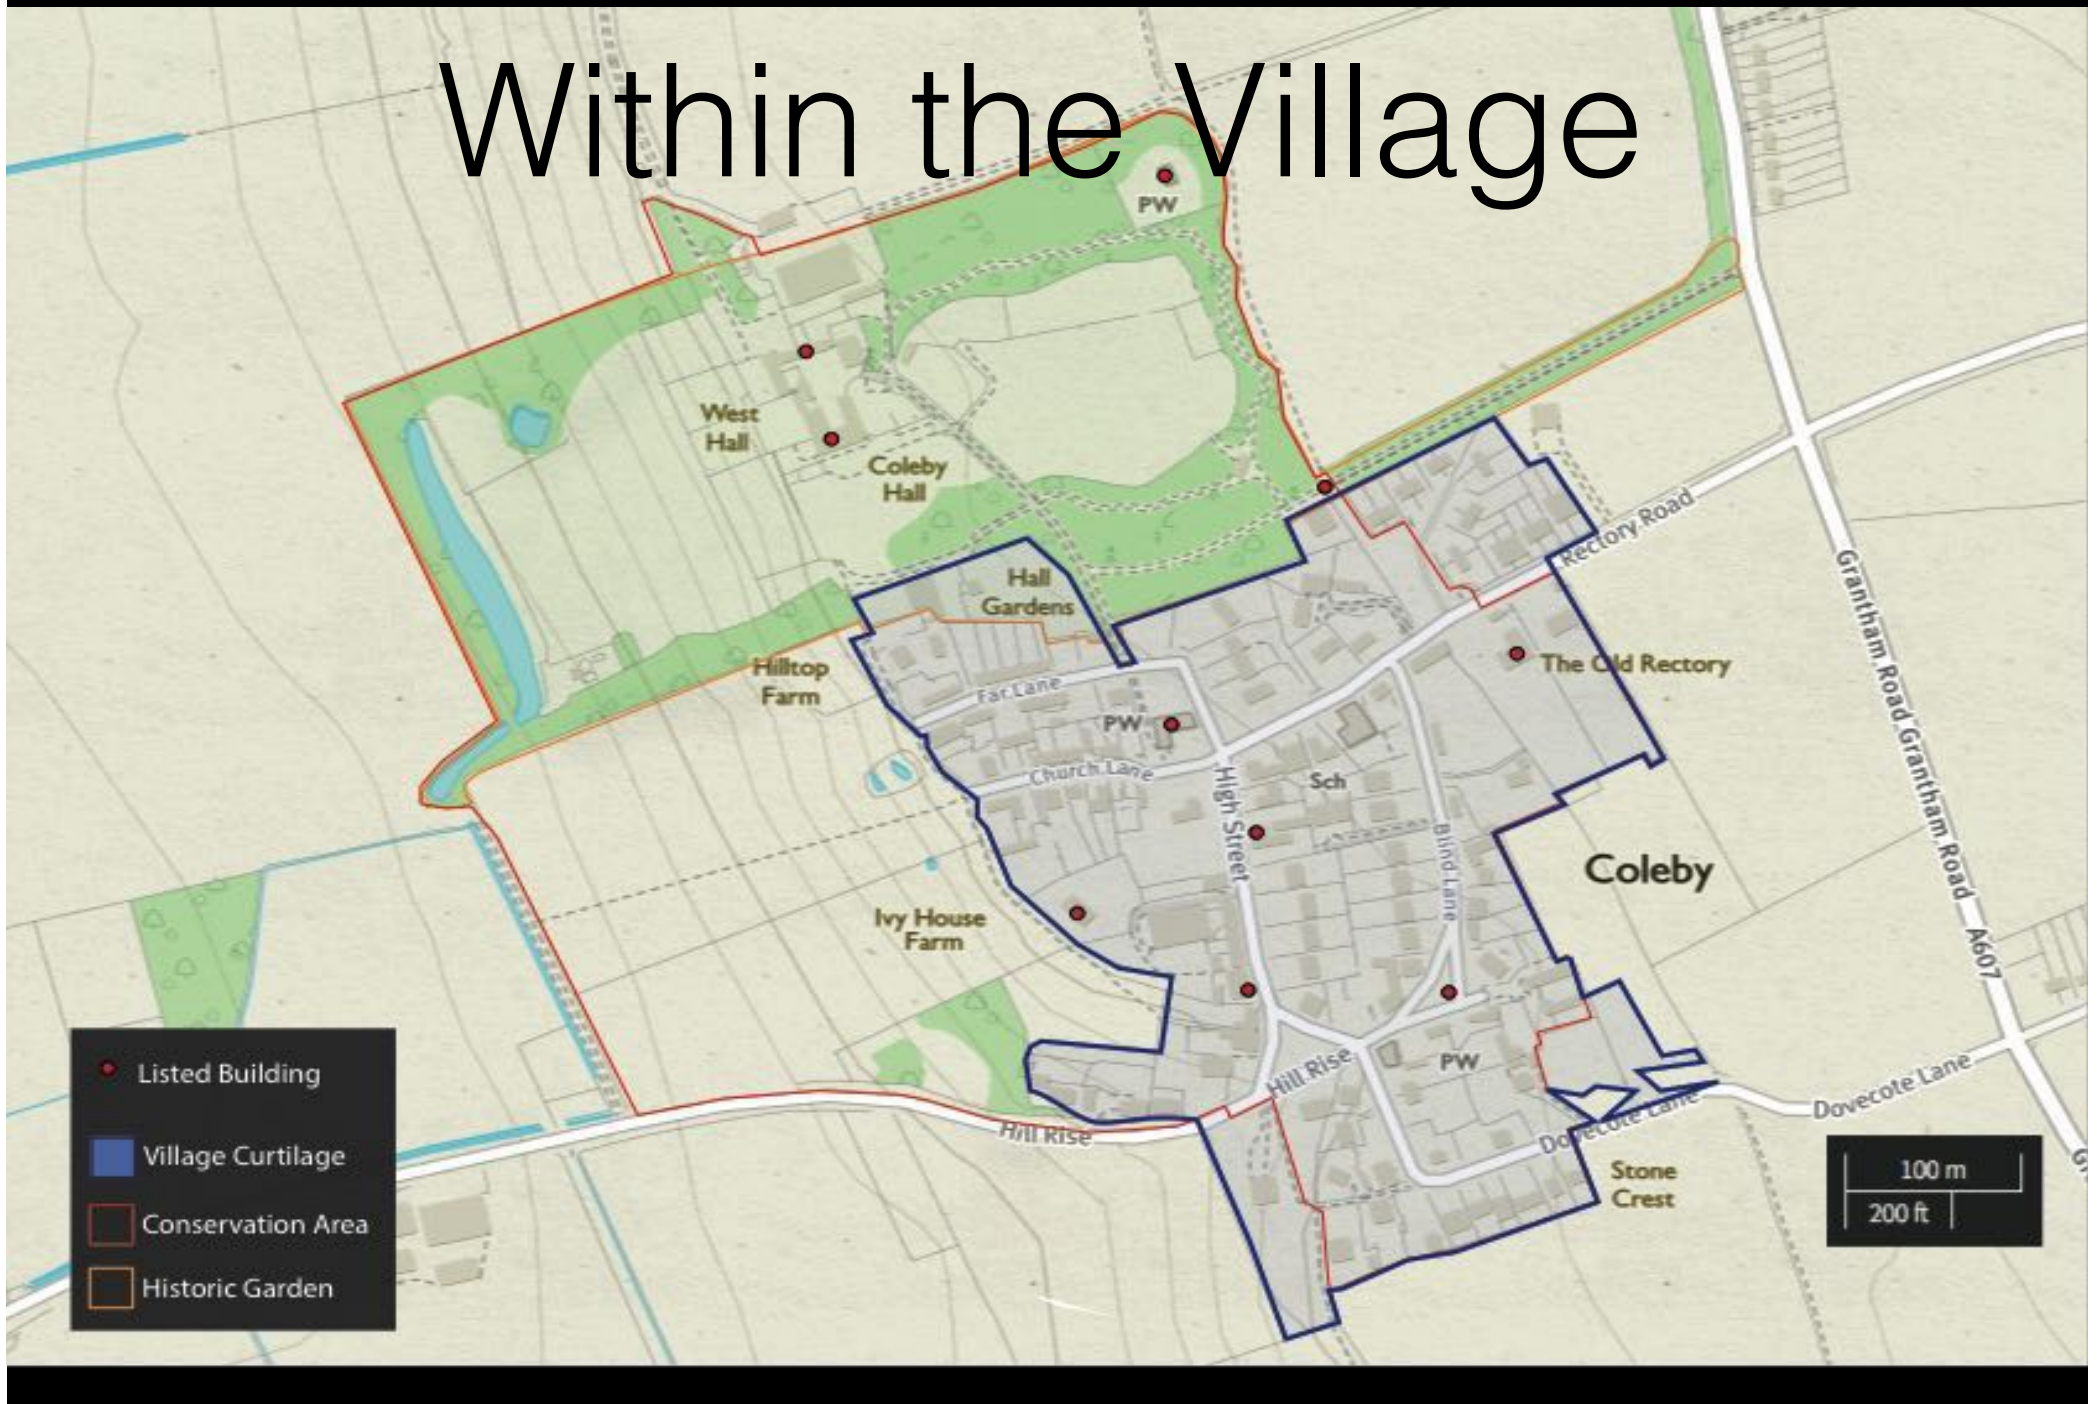 Within the Village
PW
West
Hall
Coleby
Hall
Rectory Road
Hall
Gardens
Hilltop
Farm
The Old Rectory
Far Lane
PW
Church Lane
High Street
Sch
Blind Lane
Coleby
Grantham Road
Grantham Road
A607
Ivy House
Farm
PW
Hill Rise
Hill Rise
Dovecote Lane
Dovecote Lane
Stone
Crest
Listed Building
Village Curtilage
Conservation Area
Historic Garden
100 m
200 ft